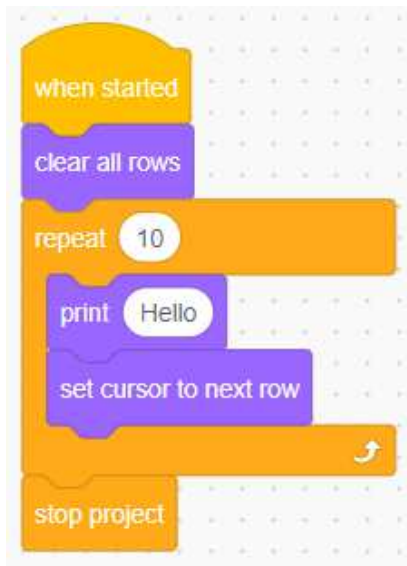 when started
clear all rows
repeat 10
print Hello
set cursor to next row
stop project